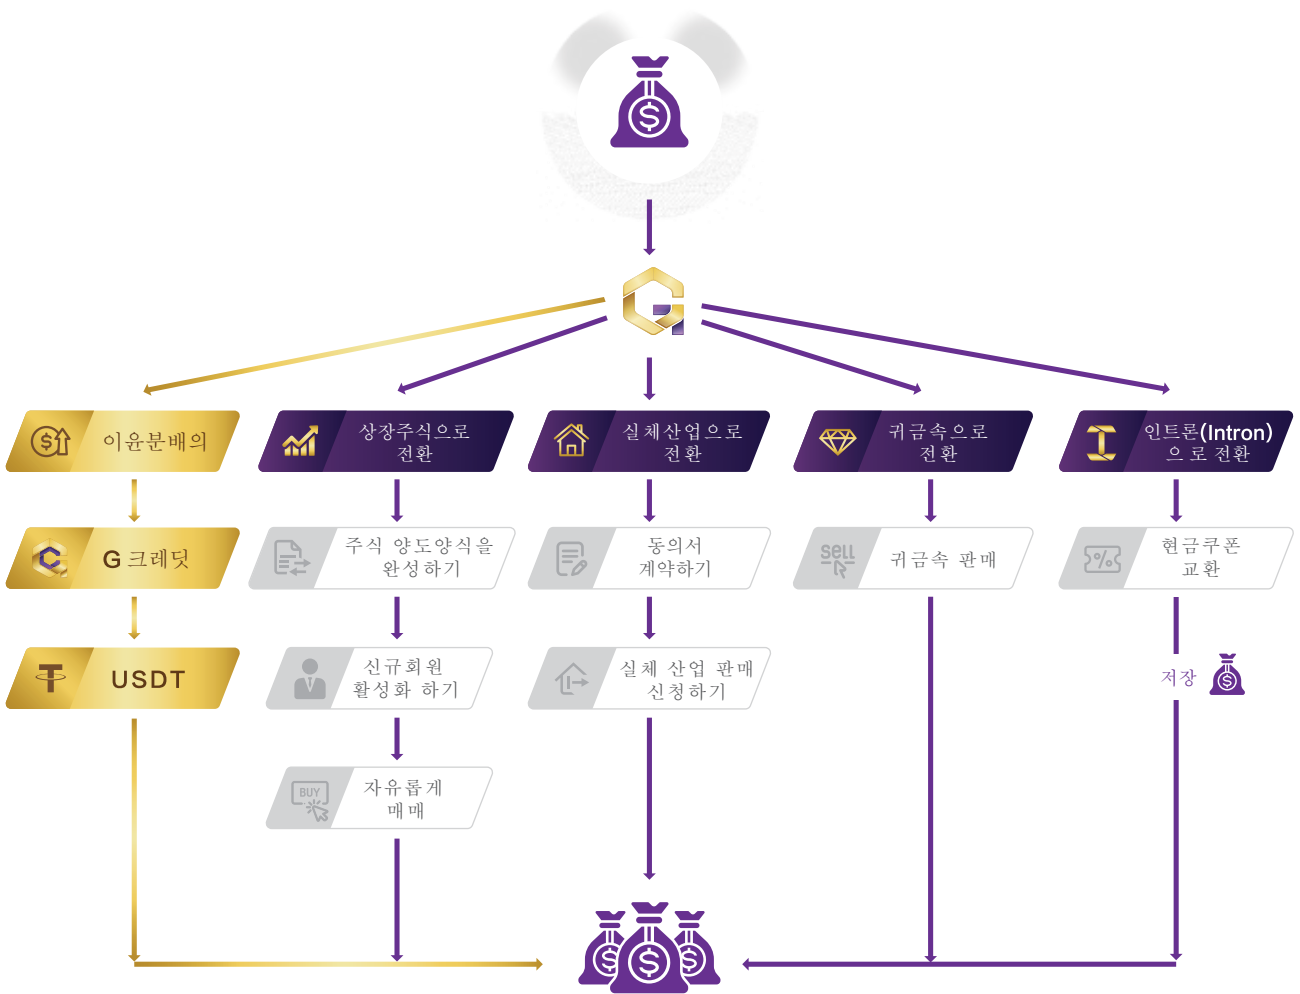 이윤분배의
상장주식으로
전환
실체산업으로
전환
귀금속으로
전환
인트론(Intron)
으로 전환
G 크레딧
주식 양도양식을
완성하기
동의서
계약하기
sell
귀금속 판매
현금쿠폰
교환
USDT
신규회원
활성화 하기
실체 산업 판매
신청하기
저장
BUY
자유롭게
매매